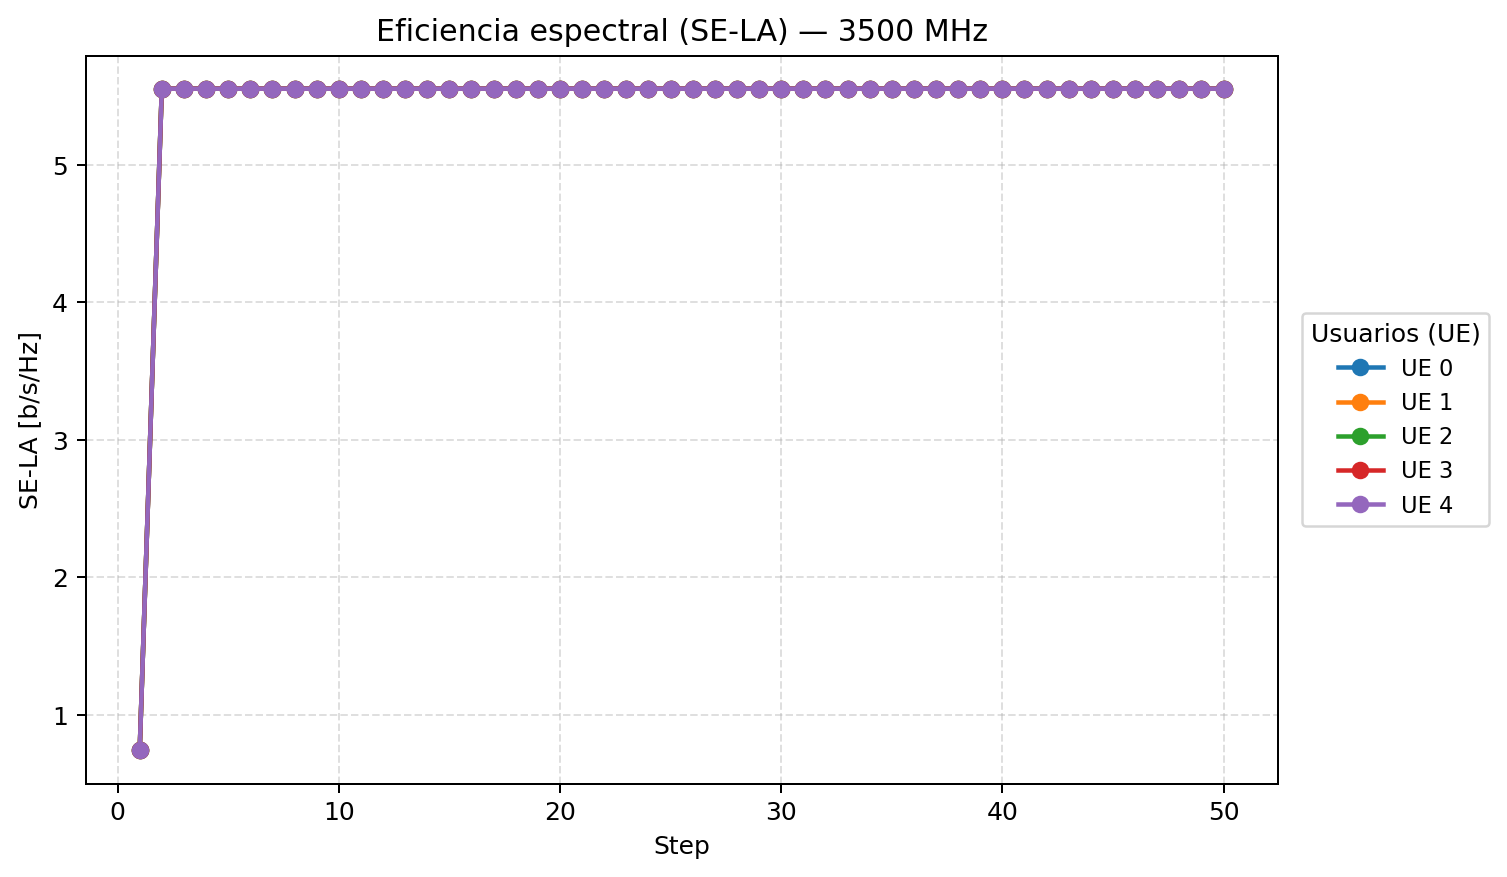 Eficiencia espectral (SE-LA) — 3500 MHz
SE-LA [b/s/Hz]
5
4
3
2
1
0 10 20 30 40 50
Step
Usuarios (UE)
UE 0
UE 1
UE 2
UE 3
UE 4